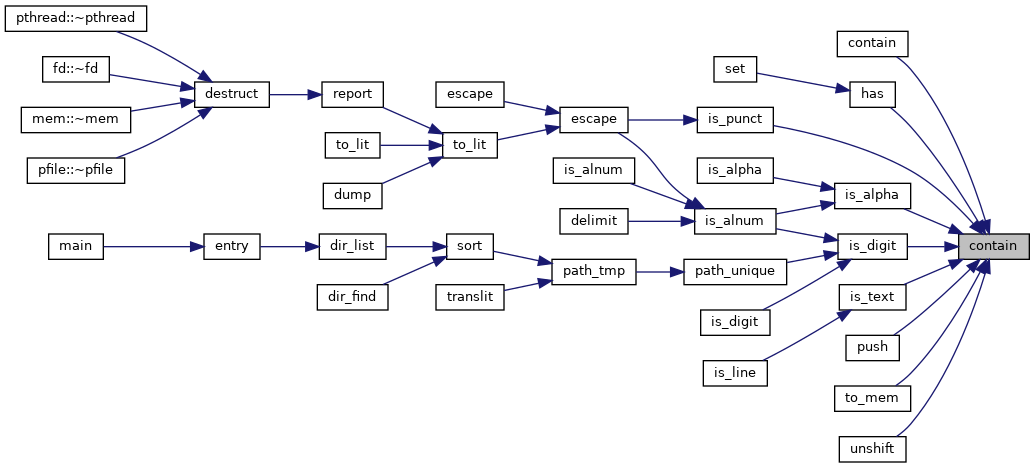 pthread::~pthread
fd::~fd
mem::~mem
pfile::~pfile
destruct
report
to_lit
dump
to_lit
escape
escape
is_alnum
delimit
is_punct
is_alpha
is_alnum
set
has
contain
is_alpha
is_digit
contain
main
entry
dir_list
dir_find
sort
translit
path_tmp
path_unique
is_digit
is_text
is_line
push
to_mem
unshift